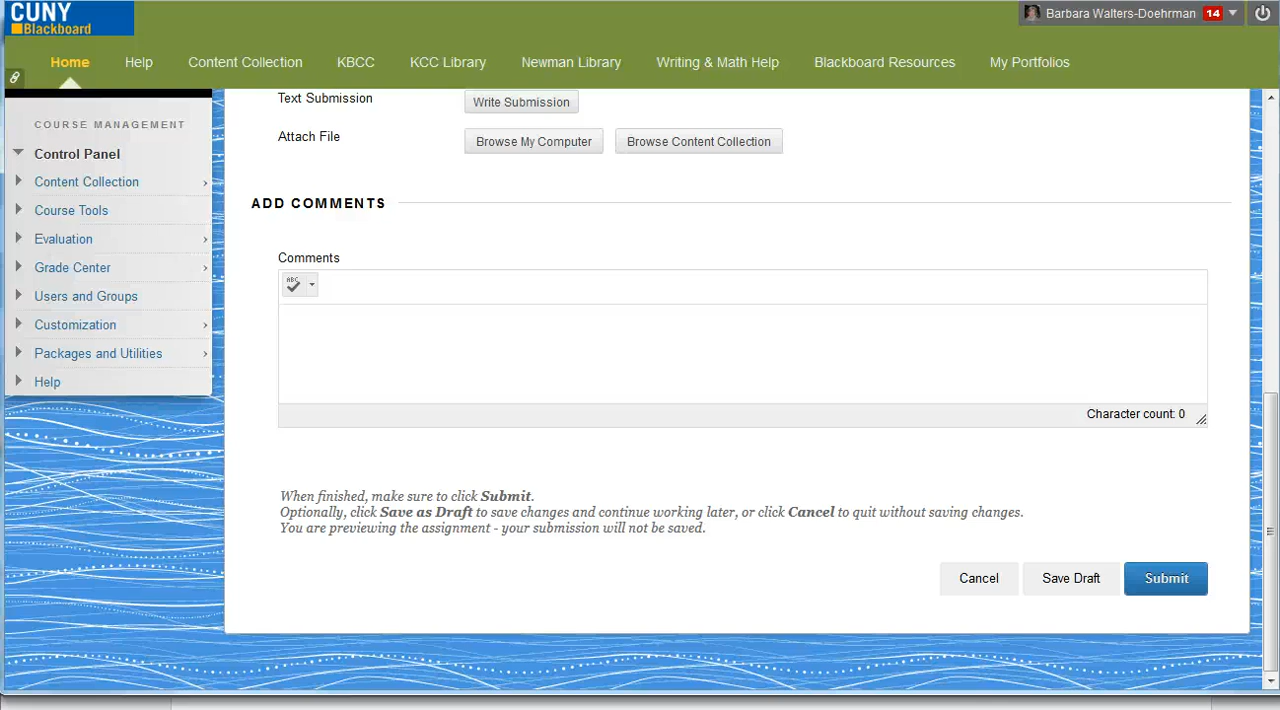 CUNY
Blackboard
Barbara Walters-Doehrman 14
Home Help Content Collection KBCC KCC Library Newman Library Writing & Math Help Blackboard Resources My Portfolios
COURSE MANAGEMENT
Control Panel
Content Collection
Course Tools
Evaluation
Grade Center
Users and Groups
Customization
Packages and Utilities
Help
Text Submission Write Submission
Attach File Browse My Computer Browse Content Collection
ADD COMMENTS
Comments
ABC
Character count: 0
When finished, make sure to click Submit.
Optionally, click Save as Draft to save changes and continue working later, or click Cancel to quit without saving changes.
You are previewing the assignment - your submission will not be saved.
Cancel Save Draft Submit